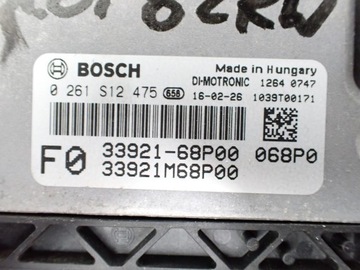 BOSCH
Made in Hungary
DI-MOTRONIC 1264 0747
0 261 S12 475 658 16-02-26 1039T00171
F0 33921-68P00 068P0
33921M68P00